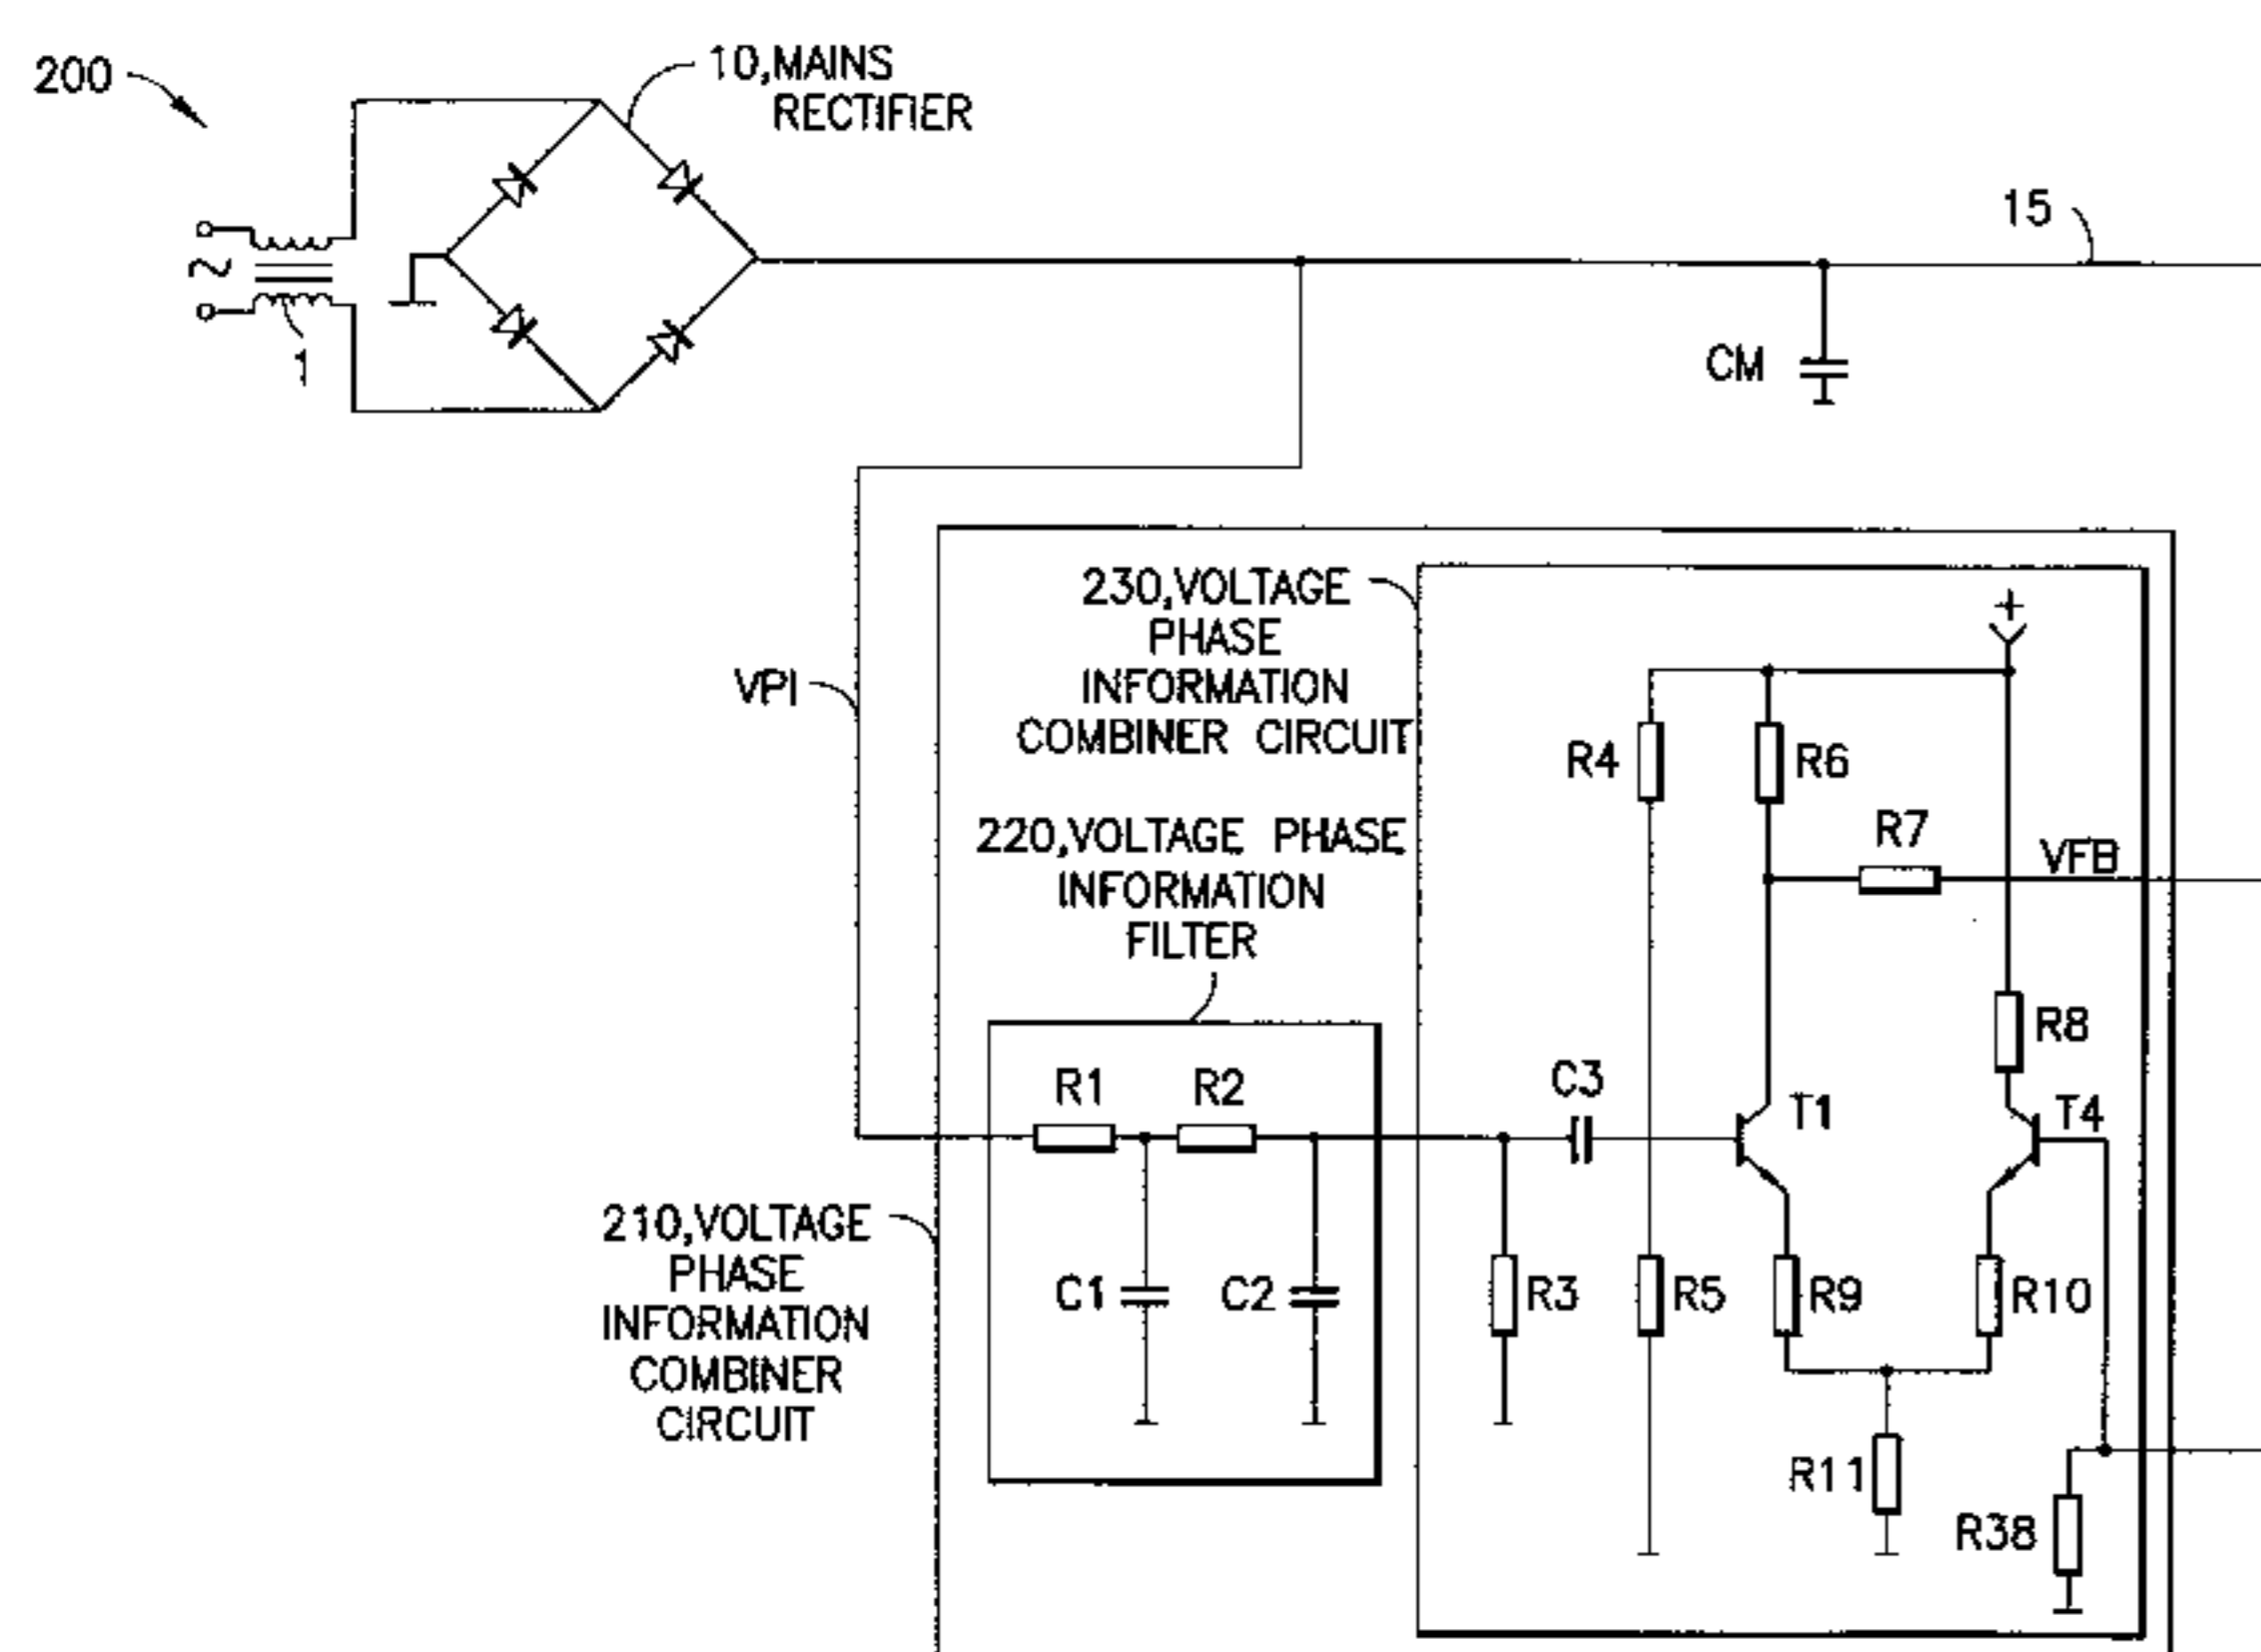 200
10,MAINS
RECTIFIER
15
1
CM
230,VOLTAGE
PHASE
INFORMATION
COMBINER CIRCUIT
+
VPI
R4
R6
R7
VFB
220,VOLTAGE PHASE
INFORMATION
FILTER
R8
R1
R2
C3
T1
T4
210,VOLTAGE
PHASE
INFORMATION
COMBINER
CIRCUIT
C1
C2
R3
R5
R9
R10
R11
R38